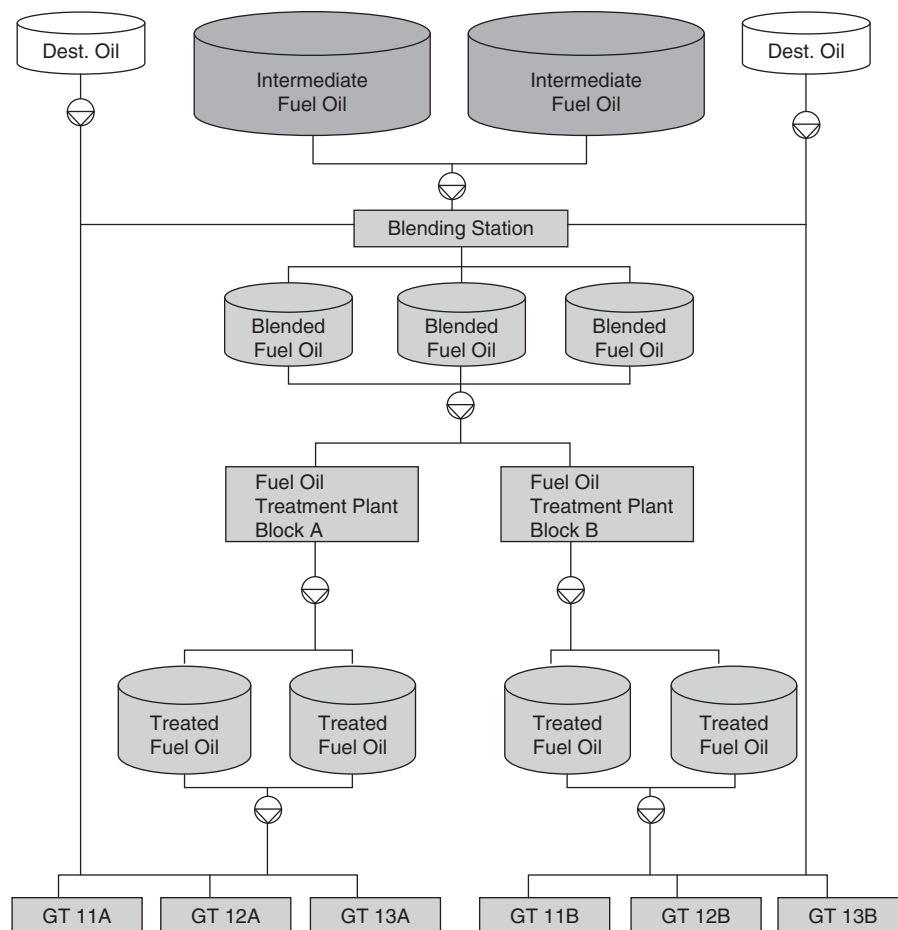 Dest. Oil
Intermediate
Fuel Oil
Intermediate
Fuel Oil
Dest. Oil
Blending Station
Blended
Fuel Oil
Blended
Fuel Oil
Blended
Fuel Oil
Fuel Oil
Treatment Plant
Block A
Fuel Oil
Treatment Plant
Block B
Treated
Fuel Oil
Treated
Fuel Oil
Treated
Fuel Oil
Treated
Fuel Oil
GT 11A
GT 12A
GT 13A
GT 11B
GT 12B
GT 13B